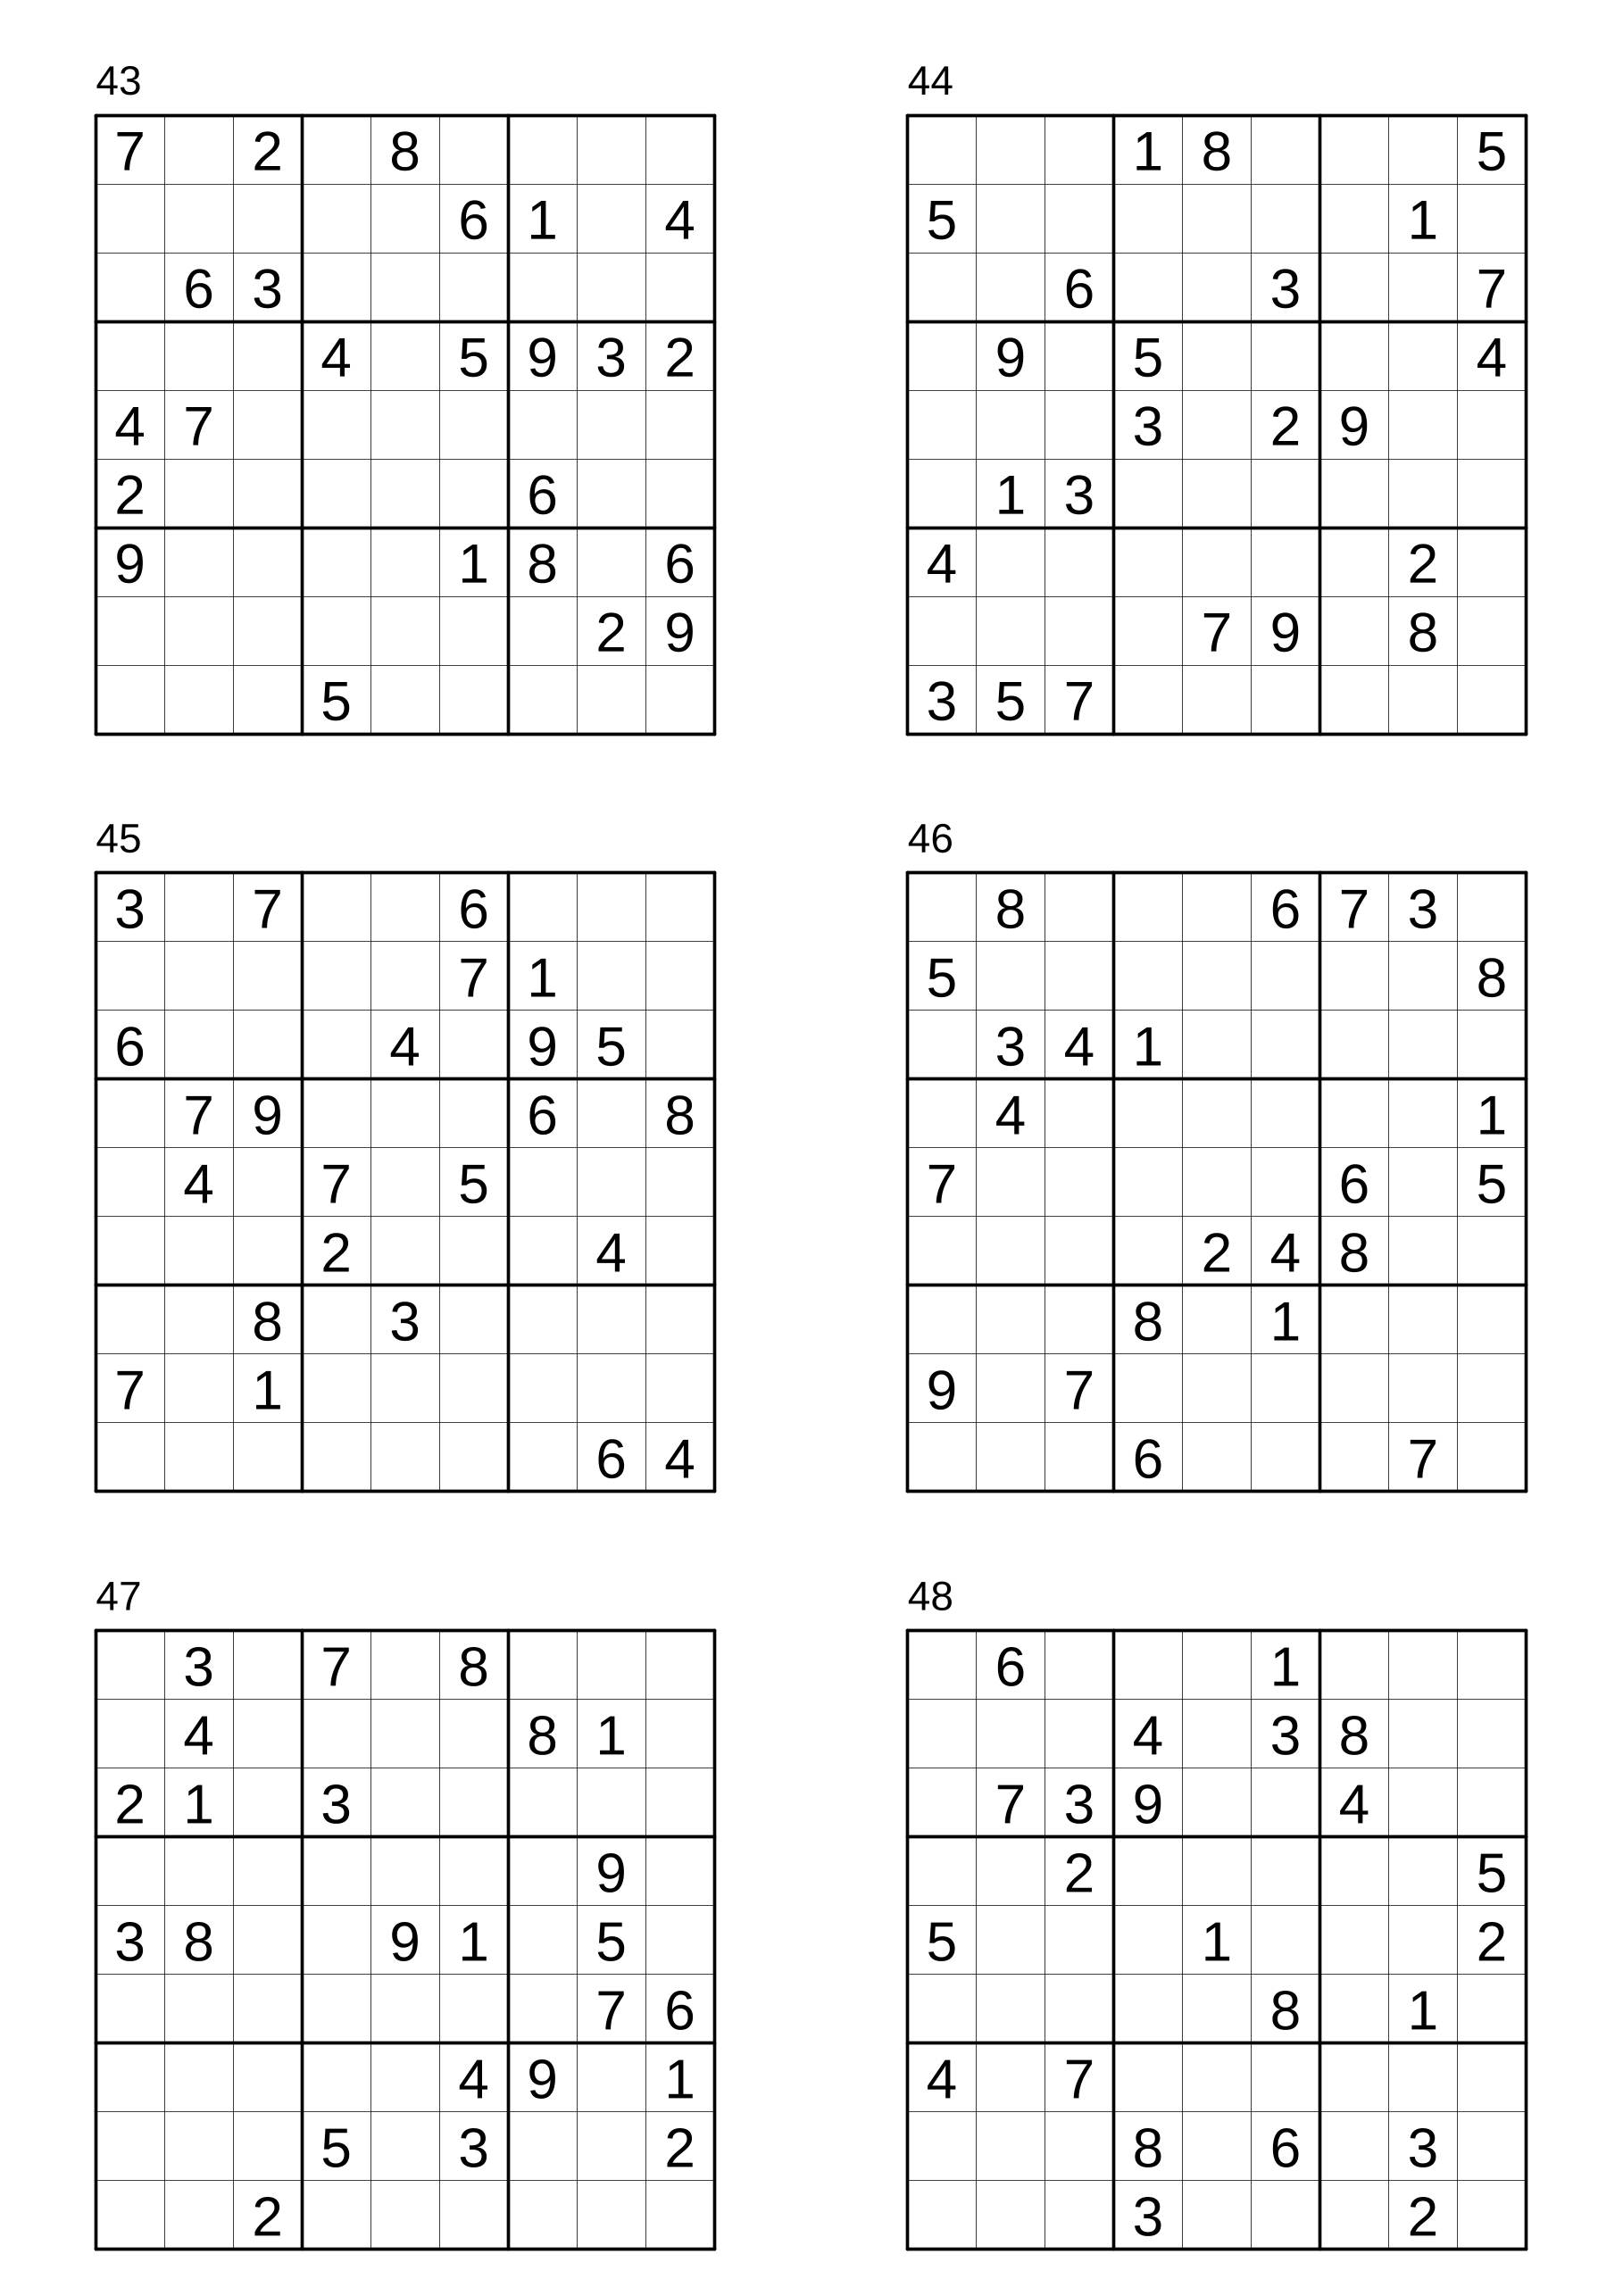 43 44
7 2 8 1 8 5
6 1 4 5 1
6 3 6 3 7
4 5 9 3 2 9 5 4
4 7 3 2 9
2 6 1 3
9 1 8 6 4 2
2 9 7 9 8
5 3 5 7
45 46
3 7 6 8 6 7 3
7 1 5 8
6 4 9 5 3 4 1
7 9 6 8 4 1
4 7 5 7 6 5
2 4 2 4 8
8 3 8 1
7 1 9 7
6 4 6 7
47 48
3 7 8 6 1
4 8 1 4 3 8
2 1 3 7 3 9 4
9 2 5
3 8 9 1 5 5 1 2
7 6 8 1
4 9 1 4 7
5 3 2 8 6 3
2 3 2